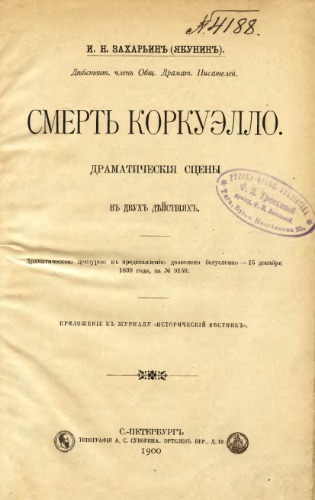 №4188.
И. Н. ЗАХАРЬИНЪ (ЯКУНИНЪ).
Дѣйствит. членъ Общ. Драмат. Писателей.
СМЕРТЬ КОРКУЭЛЛО.
ДРАМАТИЧЕСКІЯ СЦЕНЫ
ВЪ ДВУХЪ ДѢЙСТВІЯХЪ.
Драматическою цензурою къ представленію дозволено безусловно — 15 декабря
1899 года, за № 9159.
ПРИЛОЖЕНІЕ КЪ ЖУРНАЛУ «ИСТОРИЧЕСКІЙ ВѢСТНИКЪ».
С.-ПЕТЕРБУРГЪ
ТИПОГРАФІЯ А. С. СУВОРИНА. ЭРТЕЛЕВЪ ПЕР., Д. 13
1900